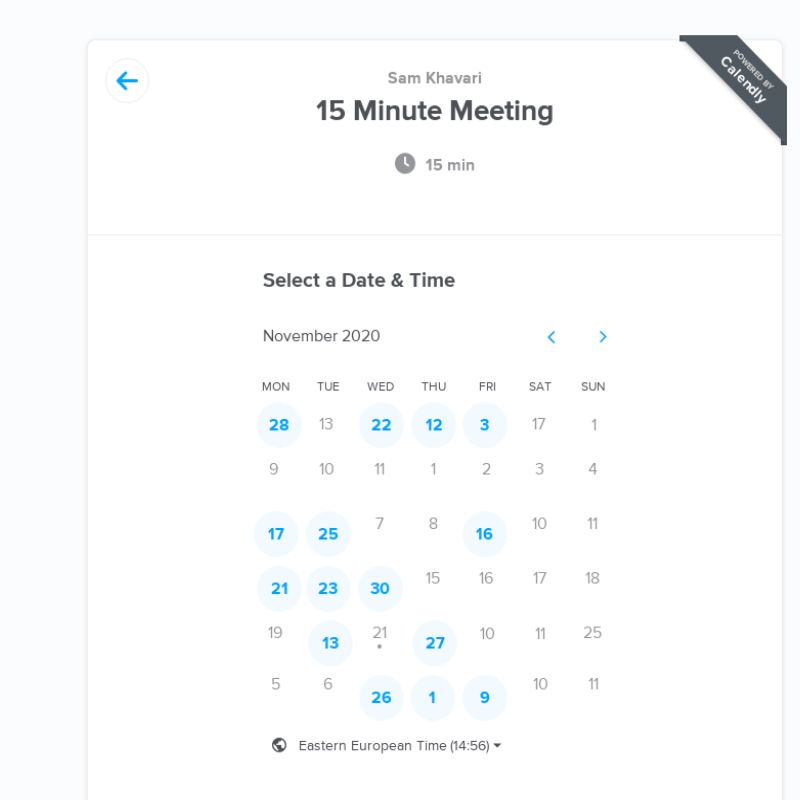 POWERED BY
Calendly
Sam Khavari
15 Minute Meeting
15 min
Select a Date & Time
November 2020
MON TUE WED THU FRI SAT SUN
28 13 22 12 3 17 1
9 10 11 1 2 3 4
17 25 7 8 16 10 11
21 23 30 15 16 17 18
19 13 21 27 10 11 25
5 6 26 1 9 10 11
Eastern European Time (14:56)